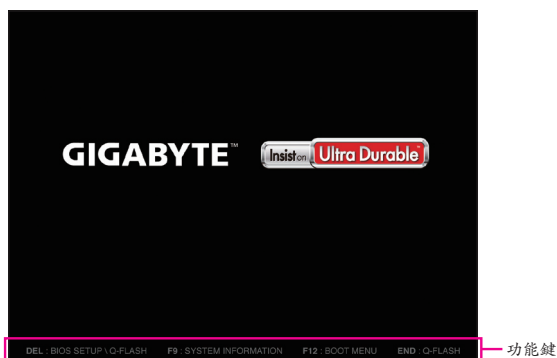 GIGABYTE™
Insist on Ultra Durable™
DEL : BIOS SETUP \ Q-FLASH F9 : SYSTEM INFORMATION F12 : BOOT MENU END : Q-FLASH
功能鍵